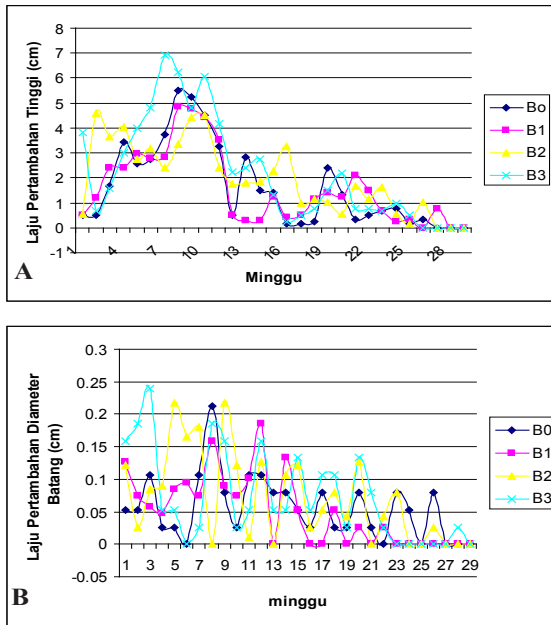 Laju Pertambahan Tinggi (cm)
8
7
6
5
4
3
2
1
0
-1
1
4
7
10
13
16
19
22
25
28
Minggu
Bo
B1
B2
B3
A
Laju Pertambahan Diameter
Batang (cm)
0.3
0.25
0.2
0.15
0.1
0.05
0
-0.05
1 3 5 7 9 11 13 15 17 19 21 23 25 27 29
minggu
B0
B1
B2
B3
B